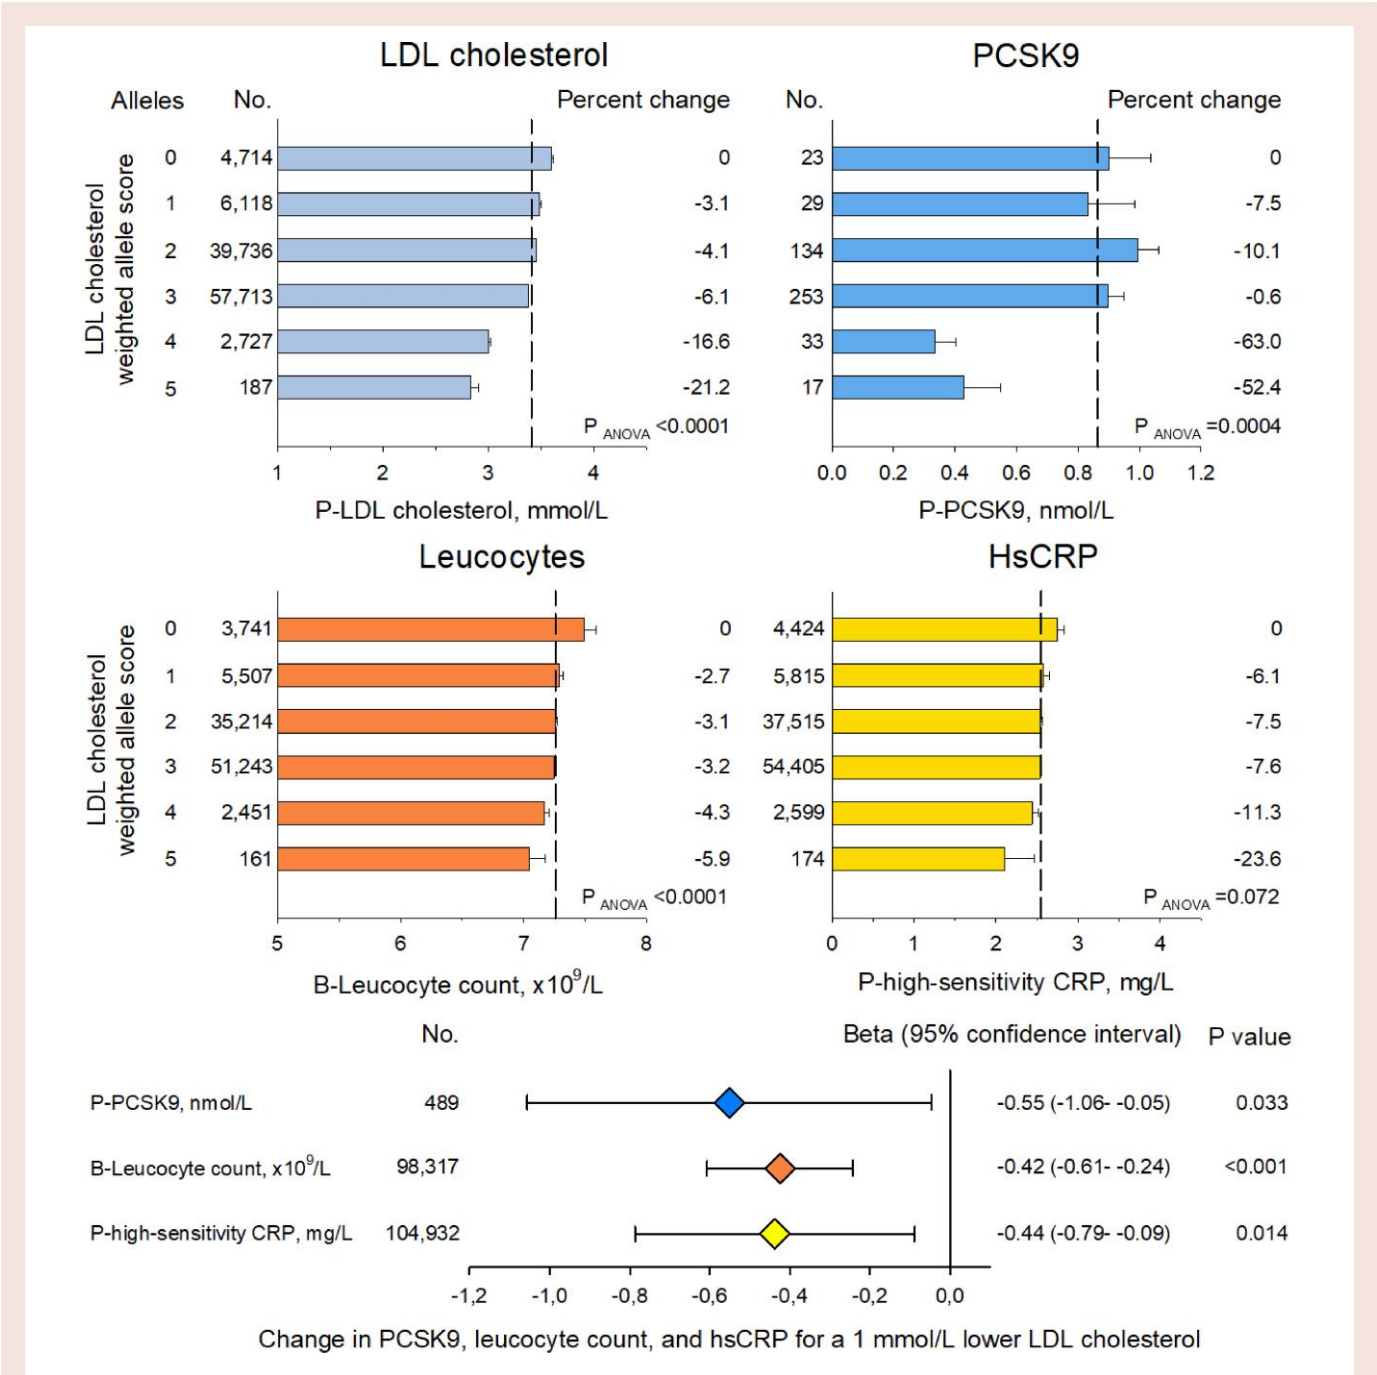 LDL cholesterol PCSK9
Alleles No. Percent change No. Percent change
LDL cholesterol
weighted allele score
0 4,714 0 23 0
1 6,118 -3.1 29 -7.5
2 39,736 -4.1 134 -10.1
3 57,713 -6.1 253 -0.6
4 2,727 -16.6 33 -63.0
5 187 -21.2 17 -52.4
P ANOVA <0.0001 P ANOVA =0.0004
1 2 3 4 0.0 0.2 0.4 0.6 0.8 1.0 1.2
P-LDL cholesterol, mmol/L P-PCSK9, nmol/L
Leucocytes HsCRP
LDL cholesterol
weighted allele score
0 3,741 0 4,424 0
1 5,507 -2.7 5,815 -6.1
2 35,214 -3.1 37,515 -7.5
3 51,243 -3.2 54,405 -7.6
4 2,451 -4.3 2,599 -11.3
5 161 -5.9 174 -23.6
P ANOVA <0.0001 P ANOVA =0.072
5 6 7 8 0 1 2 3 4
B-Leucocyte count, x10⁹/L P-high-sensitivity CRP, mg/L
No. Beta (95% confidence interval) P value
P-PCSK9, nmol/L 489 -0.55 (-1.06- -0.05) 0.033
B-Leucocyte count, x10⁹/L 98,317 -0.42 (-0.61- -0.24) <0.001
P-high-sensitivity CRP, mg/L 104,932 -0.44 (-0.79- -0.09) 0.014
-1,2 -1,0 -0,8 -0,6 -0,4 -0,2 0,0
Change in PCSK9, leucocyte count, and hsCRP for a 1 mmol/L lower LDL cholesterol